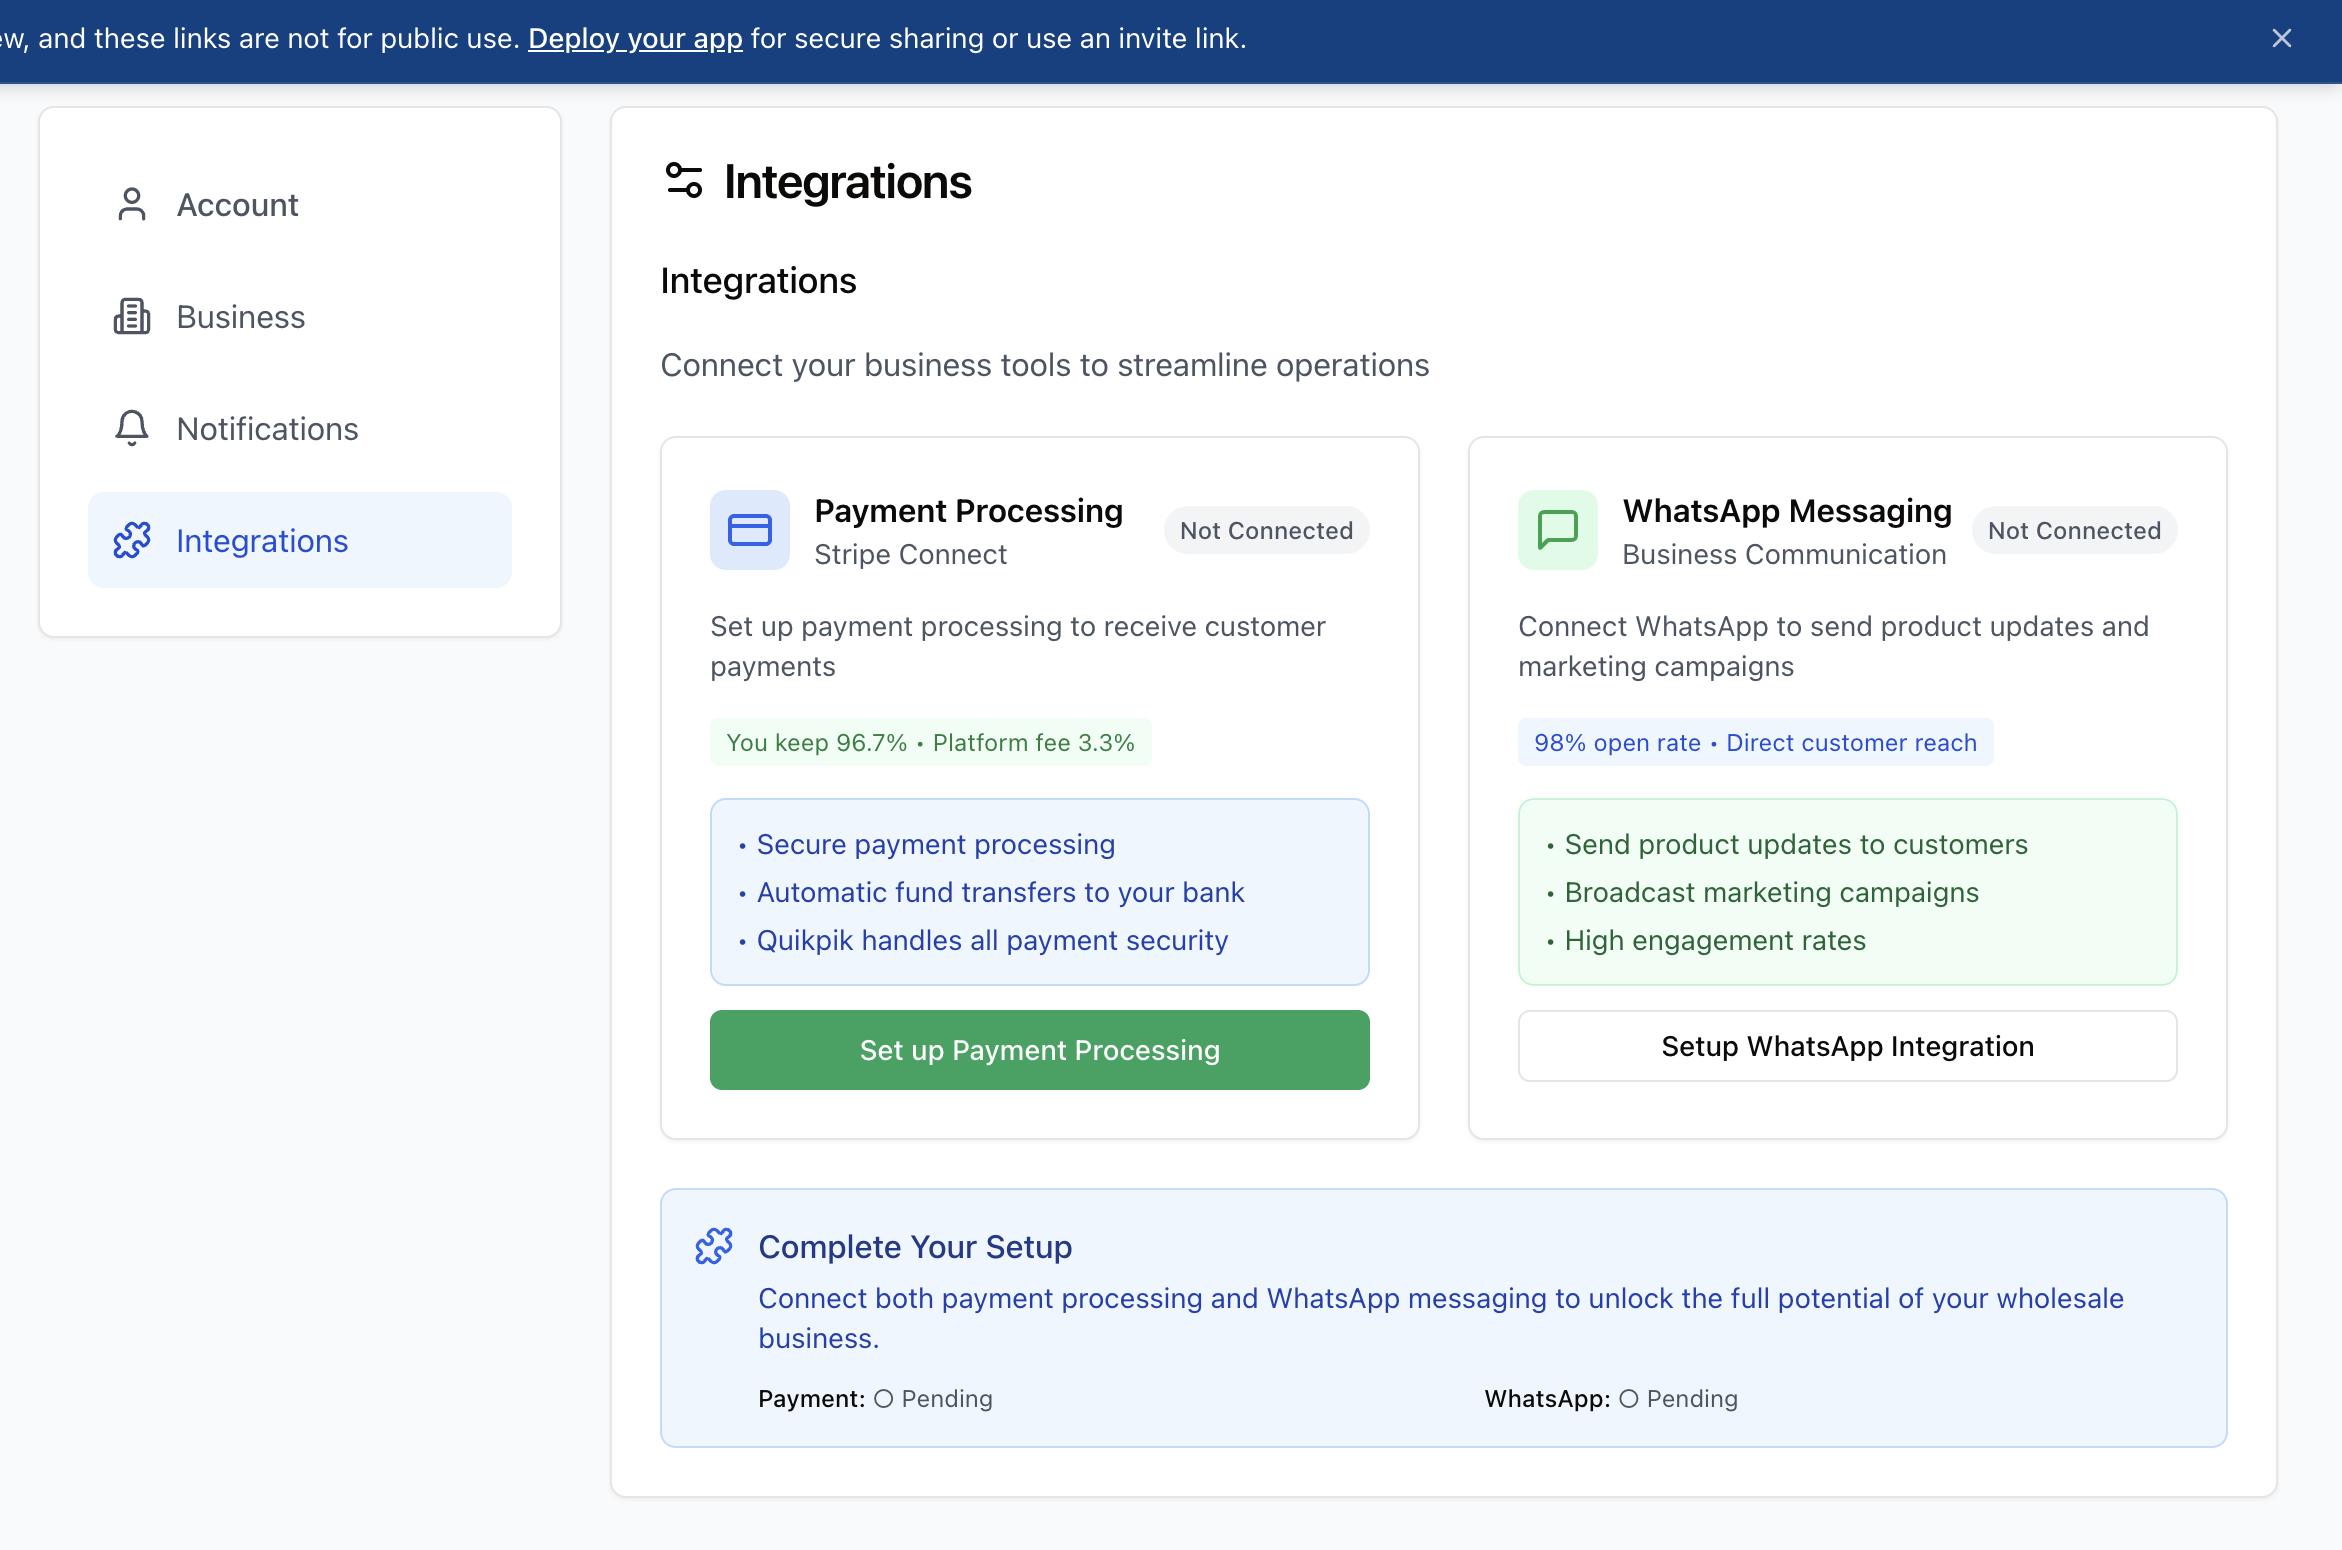 and these links are not for public use. Deploy your app for secure sharing or use an invite link.
Account
Business
Notifications
Integrations
Integrations
Integrations
Connect your business tools to streamline operations
Payment Processing
Stripe Connect
Not Connected
Set up payment processing to receive customer
payments
You keep 96.7% • Platform fee 3.3%
• Secure payment processing
• Automatic fund transfers to your bank
• Quikpik handles all payment security
Set up Payment Processing
WhatsApp Messaging
Business Communication
Not Connected
Connect WhatsApp to send product updates and
marketing campaigns
98% open rate • Direct customer reach
• Send product updates to customers
• Broadcast marketing campaigns
• High engagement rates
Setup WhatsApp Integration
Complete Your Setup
Connect both payment processing and WhatsApp messaging to unlock the full potential of your wholesale
business.
Payment: ○ Pending
WhatsApp: ○ Pending